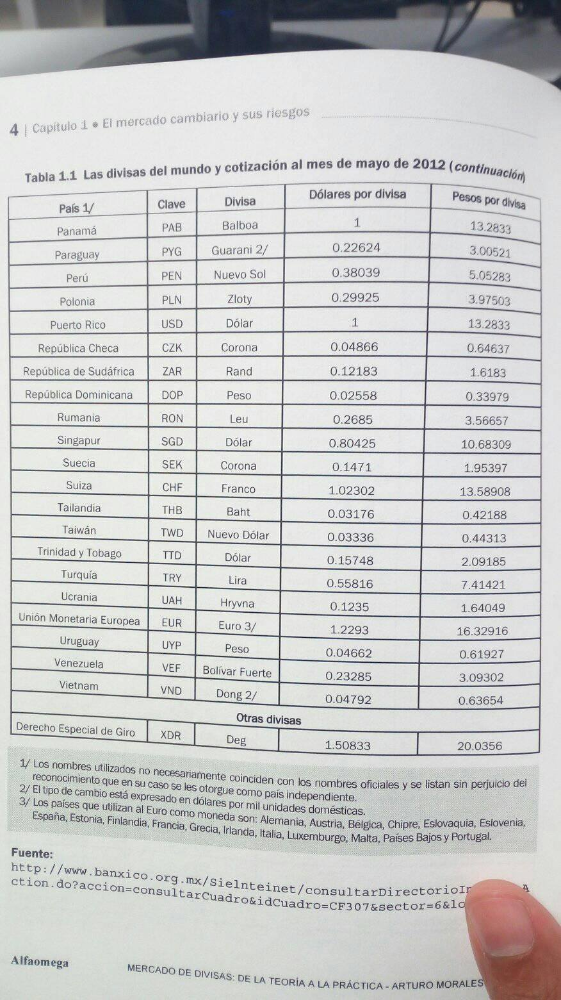 4 | Capítulo 1 • El mercado cambiario y sus riesgos
Tabla 1.1 Las divisas del mundo y cotización al mes de mayo de 2012 (continuación)
País 1/ Clave Divisa Dólares por divisa Pesos por divisa
Panamá PAB Balboa 1 13.2833
Paraguay PYG Guarani 2/ 0.22624 3.00521
Perú PEN Nuevo Sol 0.38039 5.05283
Polonia PLN Zloty 0.29925 3.97503
Puerto Rico USD Dólar 1 13.2833
República Checa CZK Corona 0.04866 0.64637
República de Sudáfrica ZAR Rand 0.12183 1.6183
República Dominicana DOP Peso 0.02558 0.33979
Rumania RON Leu 0.2685 3.56657
Singapur SGD Dólar 0.80425 10.68309
Suecia SEK Corona 0.1471 1.95397
Suiza CHF Franco 1.02302 13.58908
Tailandia THB Baht 0.03176 0.42188
Taiwán TWD Nuevo Dólar 0.03336 0.44313
Trinidad y Tobago TTD Dólar 0.15748 2.09185
Turquía TRY Lira 0.55816 7.41421
Ucrania UAH Hryvna 0.1235 1.64049
Unión Monetaria Europea EUR Euro 3/ 1.2293 16.32916
Uruguay UYP Peso 0.04662 0.61927
Venezuela VEF Bolívar Fuerte 0.23285 3.09302
Vietnam VND Dong 2/ 0.04792 0.63654
Otras divisas
Derecho Especial de Giro XDR Deg 1.50833 20.0356
1/ Los nombres utilizados no necesariamente coinciden con los nombres oficiales y se listan sin perjuicio del
reconocimiento que en su caso se les otorgue como país independiente.
2/ El tipo de cambio está expresado en dólares por mil unidades domésticas.
3/ Los países que utilizan al Euro como moneda son: Alemania, Austria, Bélgica, Chipre, Eslovaquia, Eslovenia,
España, Estonia, Finlandia, Francia, Grecia, Irlanda, Italia, Luxemburgo, Malta, Países Bajos y Portugal.
Fuente:
http://www.banxico.org.mx/SieInteinet/consultarDirectorioIn A
ction.do?accion=consultarCuadro&idCuadro=CF307&sector=6&lo
Alfaomega
MERCADO DE DIVISAS: DE LA TEORÍA A LA PRÁCTICA - ARTURO MORALES